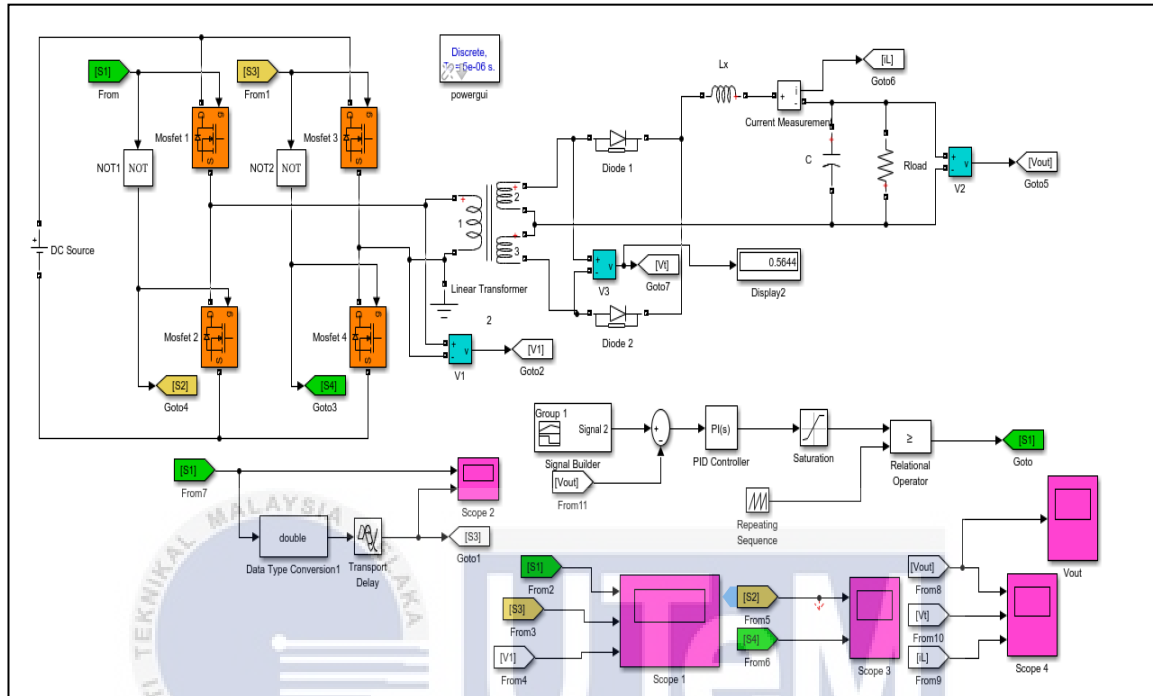 [S1]
From
[S3]
From1
Discrete,
powergui
Mosfet 1
Mosfet 3
NOT1
NOT
NOT2
NOT
g
D
S
g
D
S
DC Source
Mosfet 2
Mosfet 4
g
D
S
g
D
S
[S2]
Goto4
[S4]
Goto3
1
2
3
Linear Transformer
2
Diode 1
Diode 2
Lx
i
+
-
Current Measurement
[iL]
Goto6
C
Rload
+
-
v
V2
[Vout]
Goto5
+
-
v
V3
[Vt]
Goto7
0.5644
Display2
+
-
v
V1
[V1]
Goto2
Group 1
Signal 2
Signal Builder
[Vout]
From11
PI(s)
PID Controller
Saturation
≥
Relational
Operator
[S1]
Goto
Repeating
Sequence
[S1]
From7
Scope 2
double
Data Type Conversion1
Transport
Delay
[S3]
Goto1
[S1]
From2
[S3]
From3
[V1]
From4
Scope 1
[S2]
From5
[S4]
From6
Scope 3
[Vout]
From8
[Vt]
From10
[iL]
From9
Scope 4
Vout
TI TEKNIKAL MALAYSIA MELAKA
UTeM